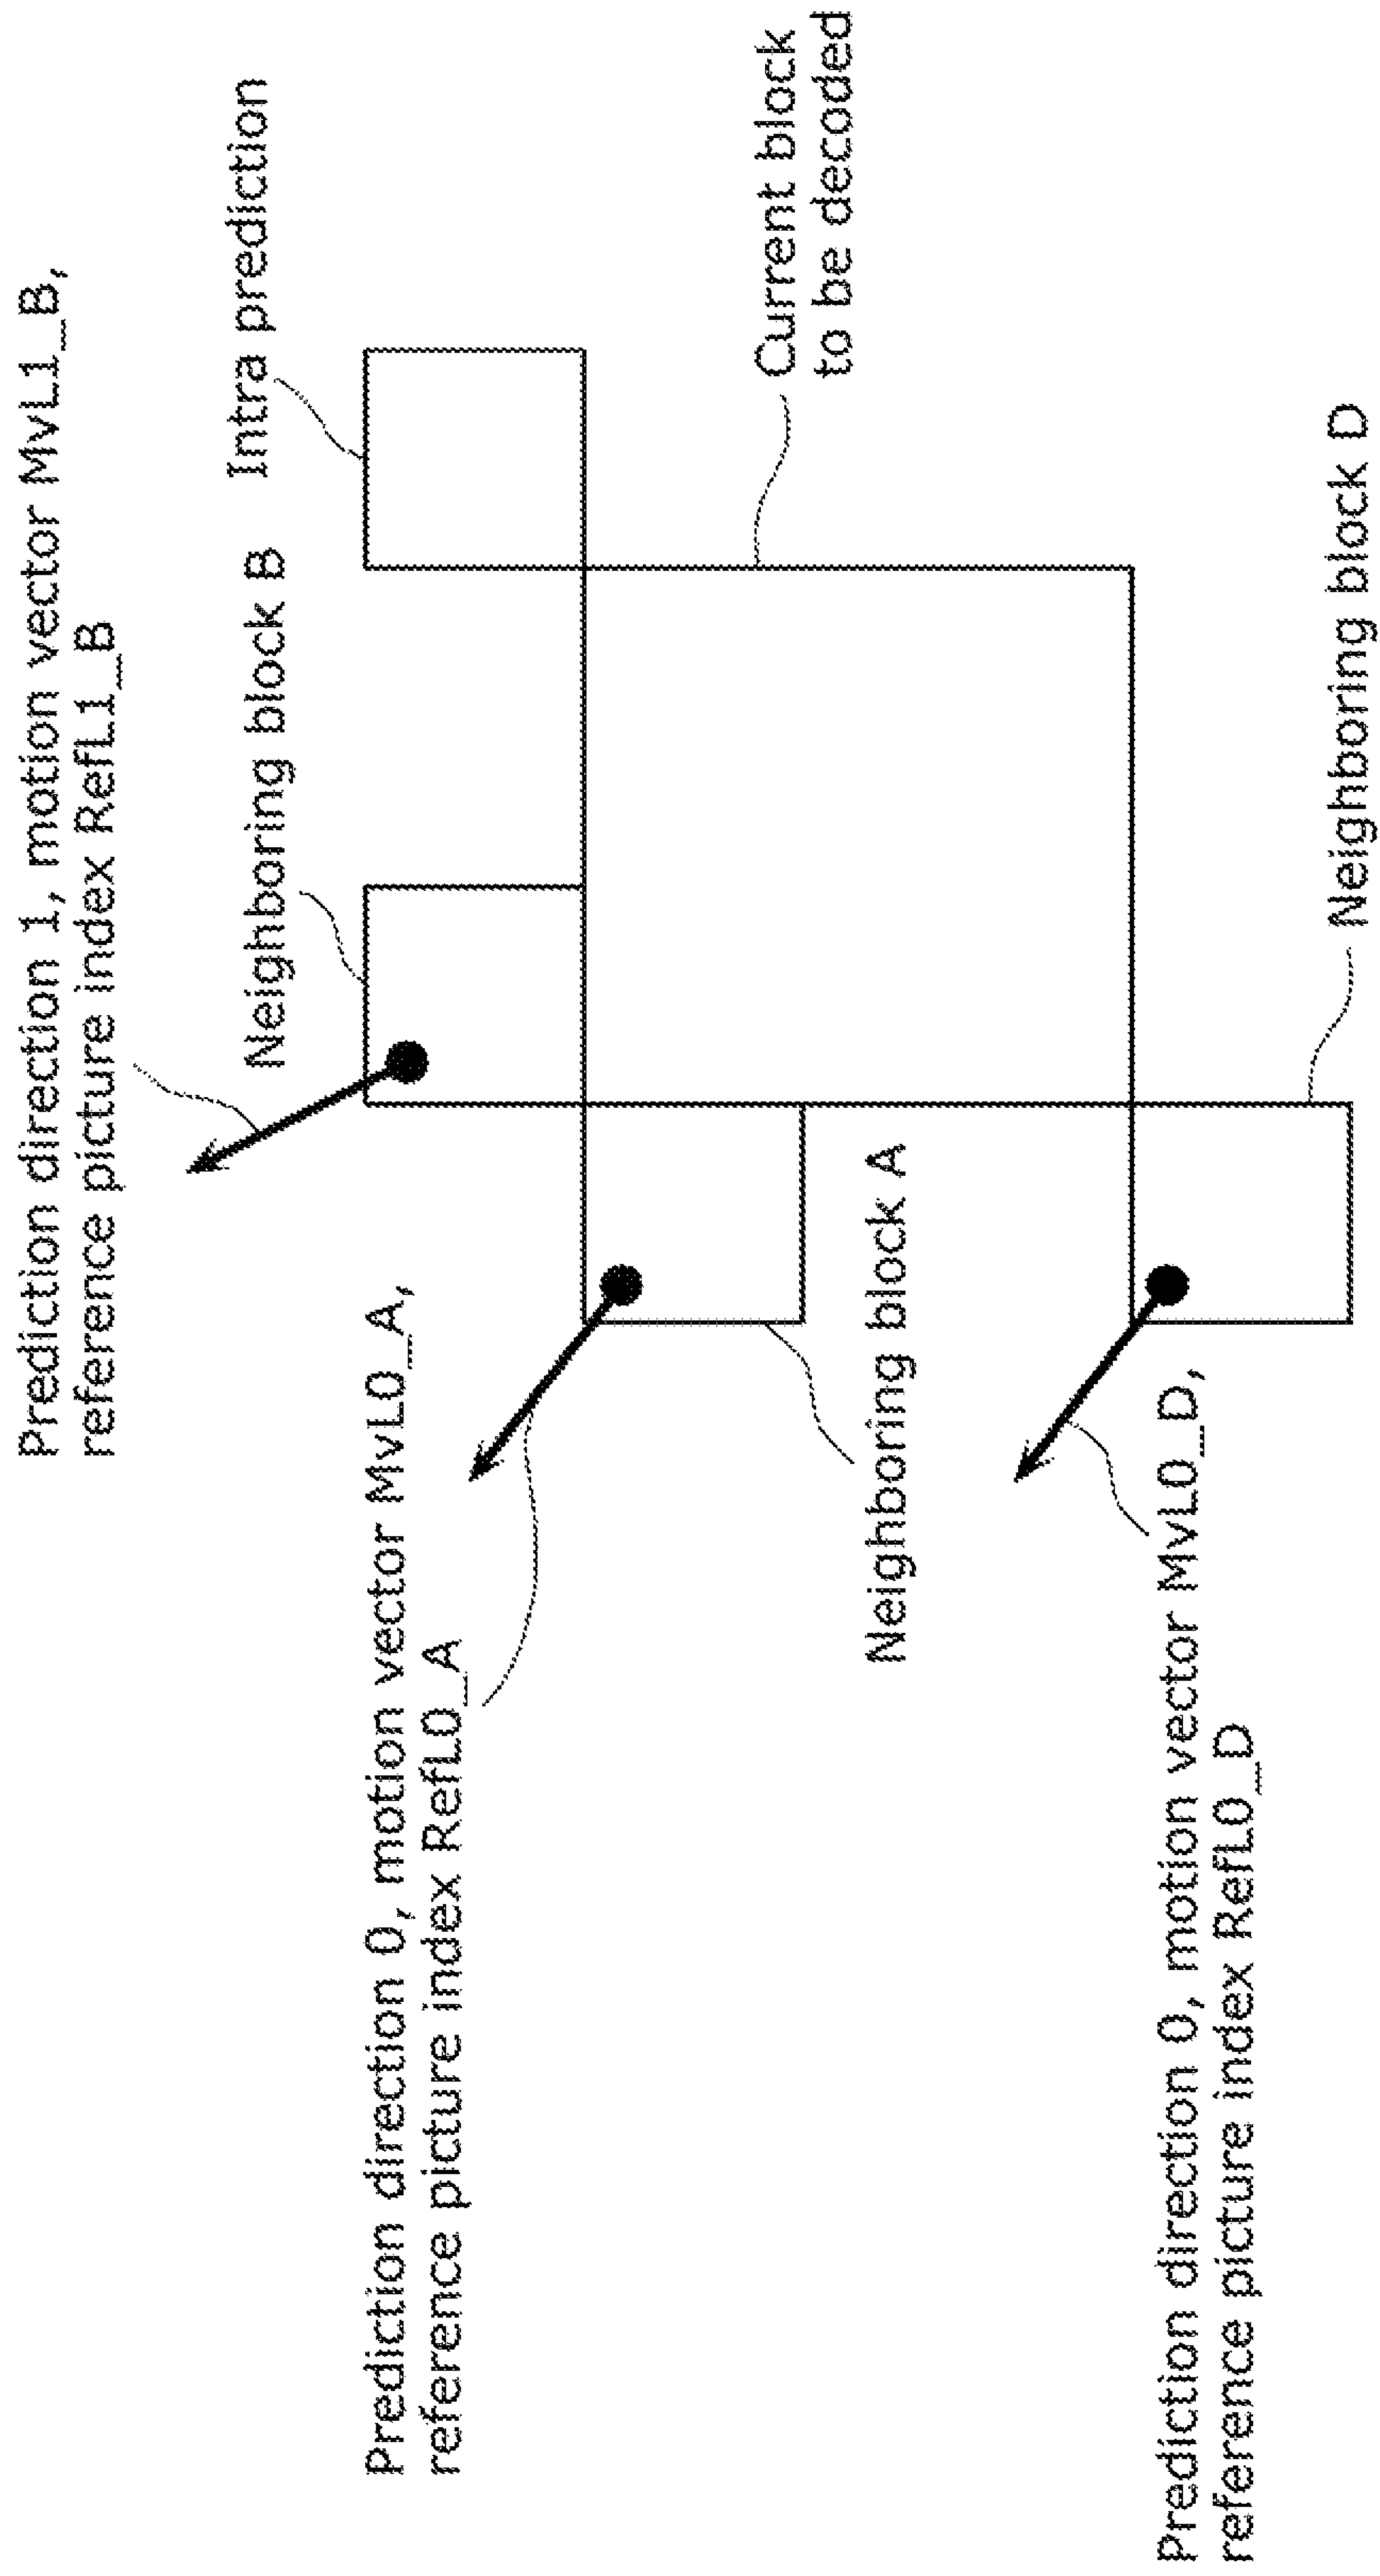 Prediction direction 1, motion vector MvL1_B,
reference picture index RefL1_B
Neighboring block B
Intra prediction
Prediction direction 0, motion vector MvL0_A,
reference picture index RefL0_A
Current block
to be decoded
Neighboring block A
Prediction direction 0, motion vector MvL0_D,
reference picture index RefL0_D
Neighboring block D